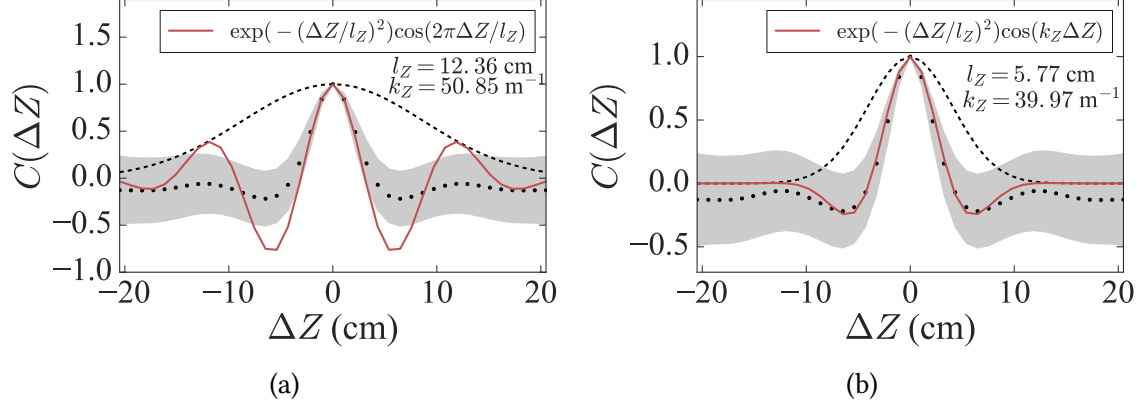 exp( − (ΔZ/l_Z)²)cos(2πΔZ/l_Z)
l_Z = 12.36 cm
k_Z = 50.85 m⁻¹
C(ΔZ)
1.5
1.0
0.5
0.0
−0.5
−1.0
−20 −10 0 10 20
ΔZ (cm)
(a)
exp( − (ΔZ/l_Z)²)cos(k_ZΔZ)
l_Z = 5.77 cm
k_Z = 39.97 m⁻¹
C(ΔZ)
1.0
0.5
0.0
−0.5
−20 −10 0 10 20
ΔZ (cm)
(b)